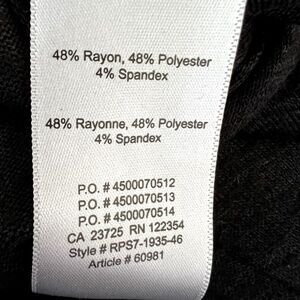 48% Rayon, 48% Polyester
4% Spandex
48% Rayonne, 48% Polyester
4% Spandex
P.O. # 4500070512
P.O. # 4500070513
P.O. # 4500070514
CA 23725 RN 122354
Style # RPS7-1935-46
Article # 60981